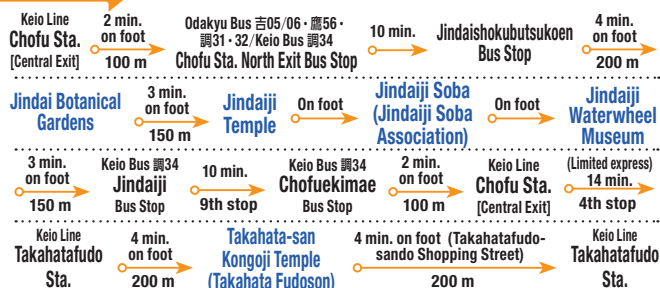 Keio Line
Chofu Sta.
[Central Exit]
2 min.
on foot
100 m
Odakyu Bus 吉05/06・鷹56・
調31・32/Keio Bus 調34
Chofu Sta. North Exit Bus Stop
10 min.
Jindaishokubutsukoen
Bus Stop
4 min.
on foot
200 m
Jindai Botanical
Gardens
3 min.
on foot
150 m
Jindaiji
Temple
On foot
Jindaiji Soba
(Jindaiji Soba
Association)
On foot
Jindaiji
Waterwheel
Museum
3 min.
on foot
150 m
Keio Bus 調34
Jindaiji
Bus Stop
10 min.
9th stop
Keio Bus 調34
Chofuekimae
Bus Stop
2 min.
on foot
100 m
Keio Line
Chofu Sta.
[Central Exit]
(Limited express)
14 min.
4th stop
Keio Line
Takahatafudo
Sta.
4 min.
on foot
200 m
Takahata-san
Kongoji Temple
(Takahata Fudoson)
4 min. on foot (Takahatafudo-
sando Shopping Street)
200 m
Keio Line
Takahatafudo
Sta.